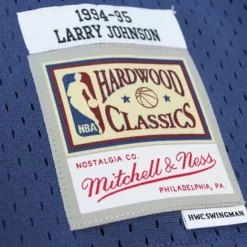 1994-95
LARRY JOHNSON
HARDWOOD
NBA
CLASSICS
NOSTALGIA CO.
Mitchell & Ness
PHILADELPHIA, PA.
HWC SWINGMAN